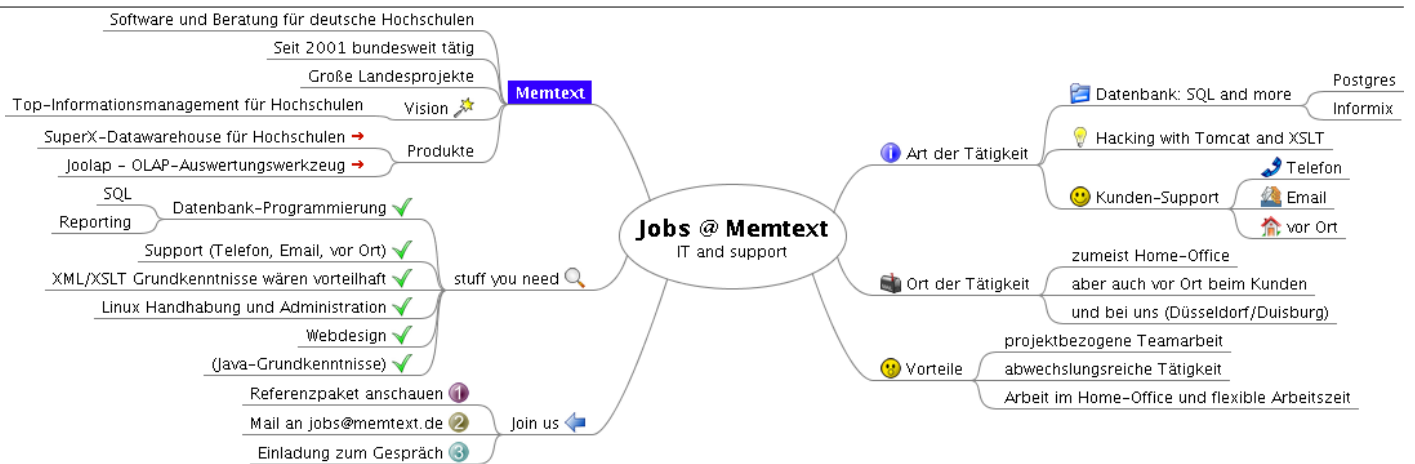 Jobs @ Memtext
IT and support
Memtext
Software und Beratung für deutsche Hochschulen
Seit 2001 bundesweit tätig
Große Landesprojekte
Vision
Top-Informationsmanagement für Hochschulen
Produkte
SuperX-Datawarehouse für Hochschulen
Joolap - OLAP-Auswertungswerkzeug
stuff you need
Datenbank-Programmierung
SQL
Reporting
Support (Telefon, Email, vor Ort)
XML/XSLT Grundkenntnisse wären vorteilhaft
Linux Handhabung und Administration
Webdesign
(Java-Grundkenntnisse)
Join us
Referenzpaket anschauen 1
Mail an jobs@memtext.de 2
Einladung zum Gespräch 3
Art der Tätigkeit
Datenbank: SQL and more
Postgres
Informix
Hacking with Tomcat and XSLT
Kunden-Support
Telefon
Email
vor Ort
Ort der Tätigkeit
zumeist Home-Office
aber auch vor Ort beim Kunden
und bei uns (Düsseldorf/Duisburg)
Vorteile
projektbezogene Teamarbeit
abwechslungsreiche Tätigkeit
Arbeit im Home-Office und flexible Arbeitszeit